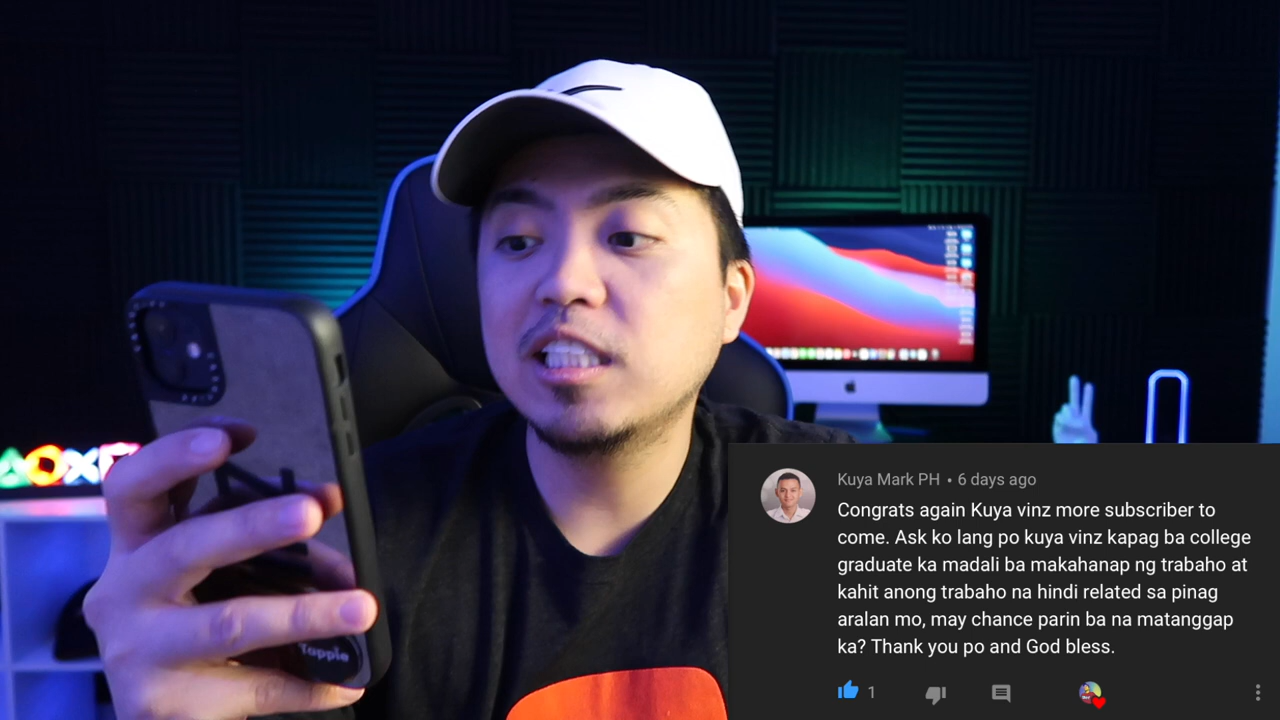 Tappie
Kuya Mark PH • 6 days ago
Congrats again Kuya vinz more subscriber to
come. Ask ko lang po kuya vinz kapag ba college
graduate ka madali ba makahanap ng trabaho at
kahit anong trabaho na hindi related sa pinag
aralan mo, may chance parin ba na matanggap
ka? Thank you po and God bless.
1